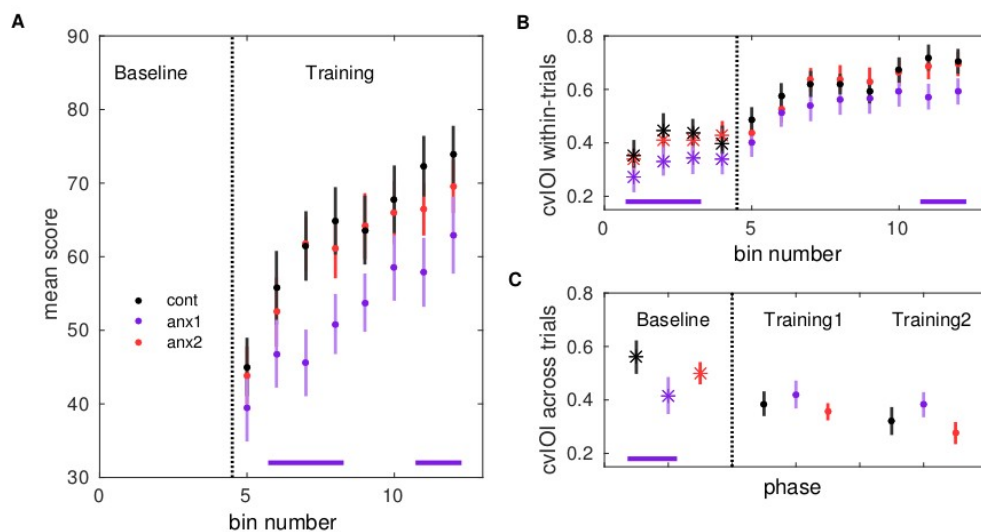 A
90
80
70
60
50
40
30
mean score
Baseline
Training
cont
anx1
anx2
0
5
10
bin number
B
0.8
0.6
0.4
0.2
cvIOI within-trials
0
5
10
bin number
C
0.8
0.6
0.4
0.2
cvIOI across trials
Baseline
Training1
Training2
phase